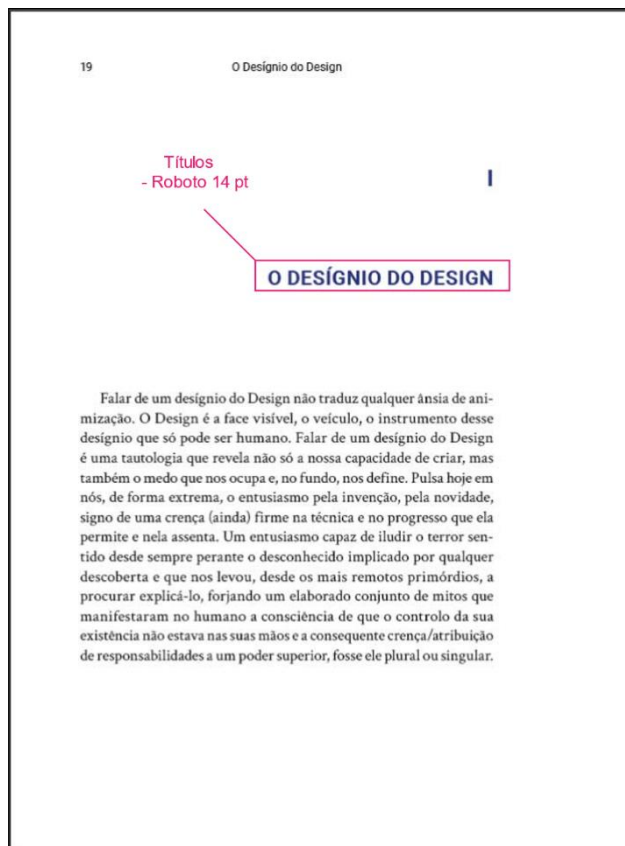 19 O Desígnio do Design
Títulos
- Roboto 14 pt
I
O DESÍGNIO DO DESIGN
Falar de um desígnio do Design não traduz qualquer ânsia de ani-
mização. O Design é a face visível, o veículo, o instrumento desse
desígnio que só pode ser humano. Falar de um desígnio do Design
é uma tautologia que revela não só a nossa capacidade de criar, mas
também o medo que nos ocupa e, no fundo, nos define. Pulsa hoje em
nós, de forma extrema, o entusiasmo pela invenção, pela novidade,
signo de uma crença (ainda) firme na técnica e no progresso que ela
permite e nela assenta. Um entusiasmo capaz de iludir o terror sen-
tido desde sempre perante o desconhecido implicado por qualquer
descoberta e que nos levou, desde os mais remotos primórdios, a
procurar explicá-lo, forjando um elaborado conjunto de mitos que
manifestaram no humano a consciência de que o controlo da sua
existência não estava nas suas mãos e a consequente crença/atribuição
de responsabilidades a um poder superior, fosse ele plural ou singular.